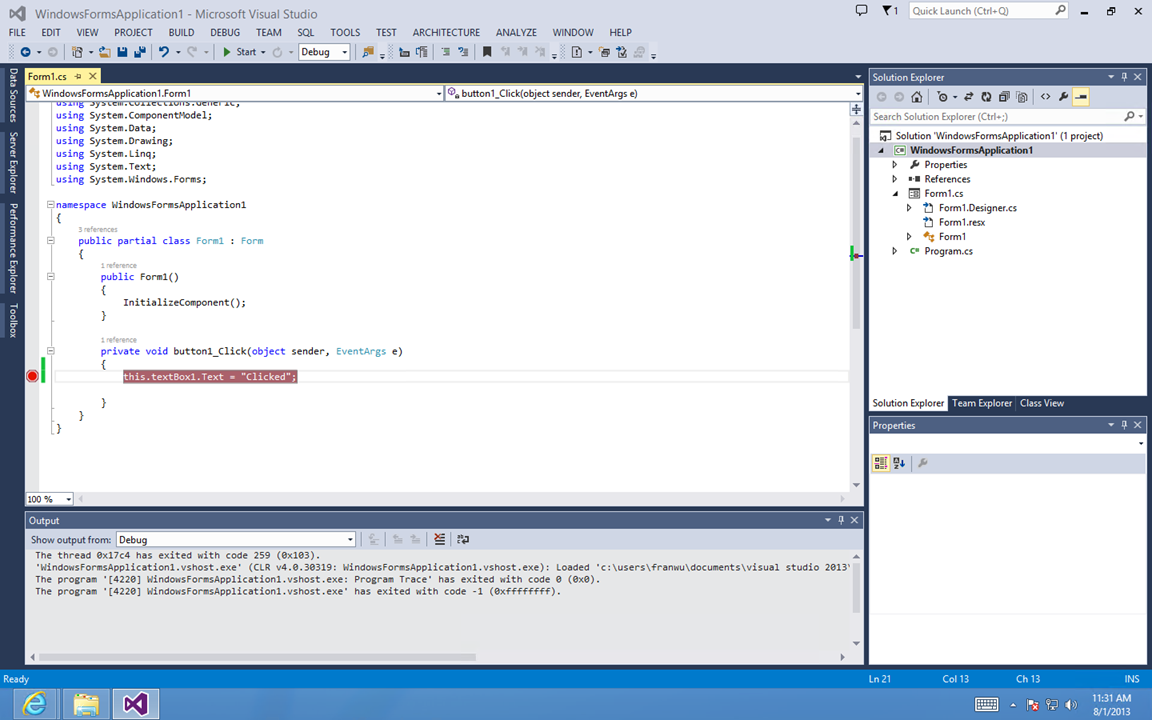 WindowsFormsApplication1 - Microsoft Visual Studio
1
Quick Launch (Ctrl+Q)
FILE EDIT VIEW PROJECT BUILD DEBUG TEAM SQL TOOLS TEST ARCHITECTURE ANALYZE WINDOW HELP
Start Debug
Data Sources
Server Explorer
Performance Explorer
Toolbox
Form1.cs
WindowsFormsApplication1.Form1
button1_Click(object sender, EventArgs e)
using System.Collections.Generic;
using System.ComponentModel;
using System.Data;
using System.Drawing;
using System.Linq;
using System.Text;
using System.Windows.Forms;
namespace WindowsFormsApplication1
{
3 references
public partial class Form1 : Form
{
1 reference
public Form1()
{
InitializeComponent();
}
1 reference
private void button1_Click(object sender, EventArgs e)
{
this.textBox1.Text = "Clicked";
}
}
}
100 %
Output
Show output from: Debug
The thread 0x17c4 has exited with code 259 (0x103).
'WindowsFormsApplication1.vshost.exe' (CLR v4.0.30319: WindowsFormsApplication1.vshost.exe): Loaded 'c:\users\franwu\documents\visual studio 2013\
The program '[4220] WindowsFormsApplication1.vshost.exe: Program Trace' has exited with code 0 (0x0).
The program '[4220] WindowsFormsApplication1.vshost.exe' has exited with code -1 (0xffffffff).
Solution Explorer
Search Solution Explorer (Ctrl+;)
Solution 'WindowsFormsApplication1' (1 project)
C# WindowsFormsApplication1
Properties
References
Form1.cs
Form1.Designer.cs
Form1.resx
Form1
C# Program.cs
Solution Explorer Team Explorer Class View
Properties
Ready
Ln 21 Col 13 Ch 13 INS
11:31 AM
8/1/2013